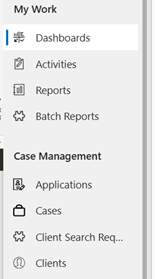 My Work
Dashboards
Activities
Reports
Batch Reports
Case Management
Applications
Cases
Client Search Req...
Clients